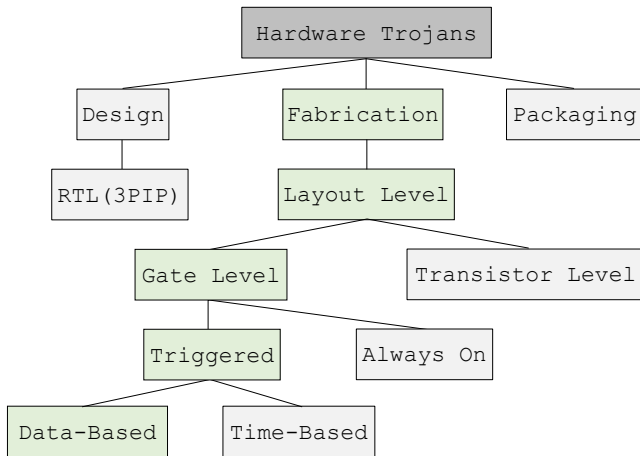 Hardware Trojans
Design
Fabrication
Packaging
RTL(3PIP)
Layout Level
Gate Level
Transistor Level
Triggered
Always On
Data-Based
Time-Based